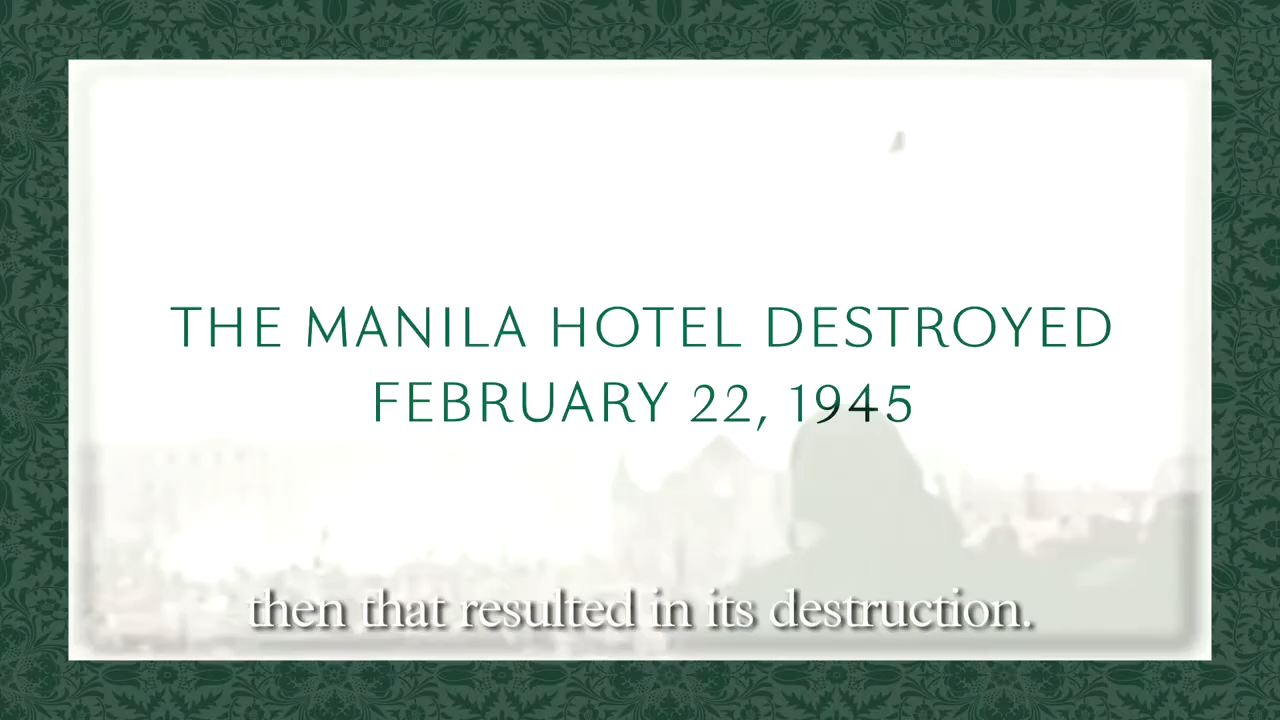 THE MANILA HOTEL DESTROYED
FEBRUARY 22, 1945
then that resulted in its destruction.